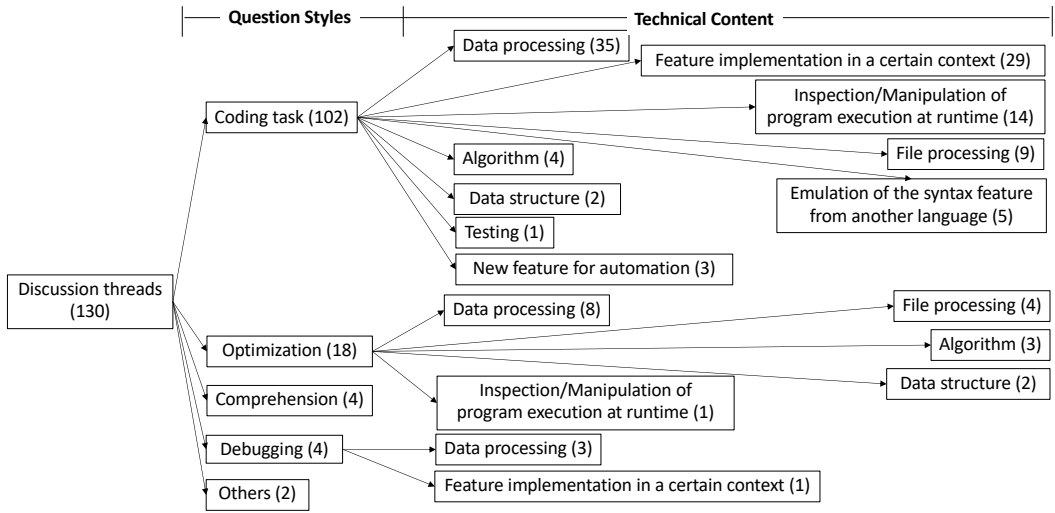 Question Styles
Technical Content
Data processing (35)
Feature implementation in a certain context (29)
Inspection/Manipulation of
program execution at runtime (14)
Coding task (102)
File processing (9)
Algorithm (4)
Emulation of the syntax feature
from another language (5)
Data structure (2)
Testing (1)
New feature for automation (3)
Discussion threads
(130)
Data processing (8)
File processing (4)
Optimization (18)
Algorithm (3)
Data structure (2)
Inspection/Manipulation of
program execution at runtime (1)
Comprehension (4)
Debugging (4)
Data processing (3)
Feature implementation in a certain context (1)
Others (2)